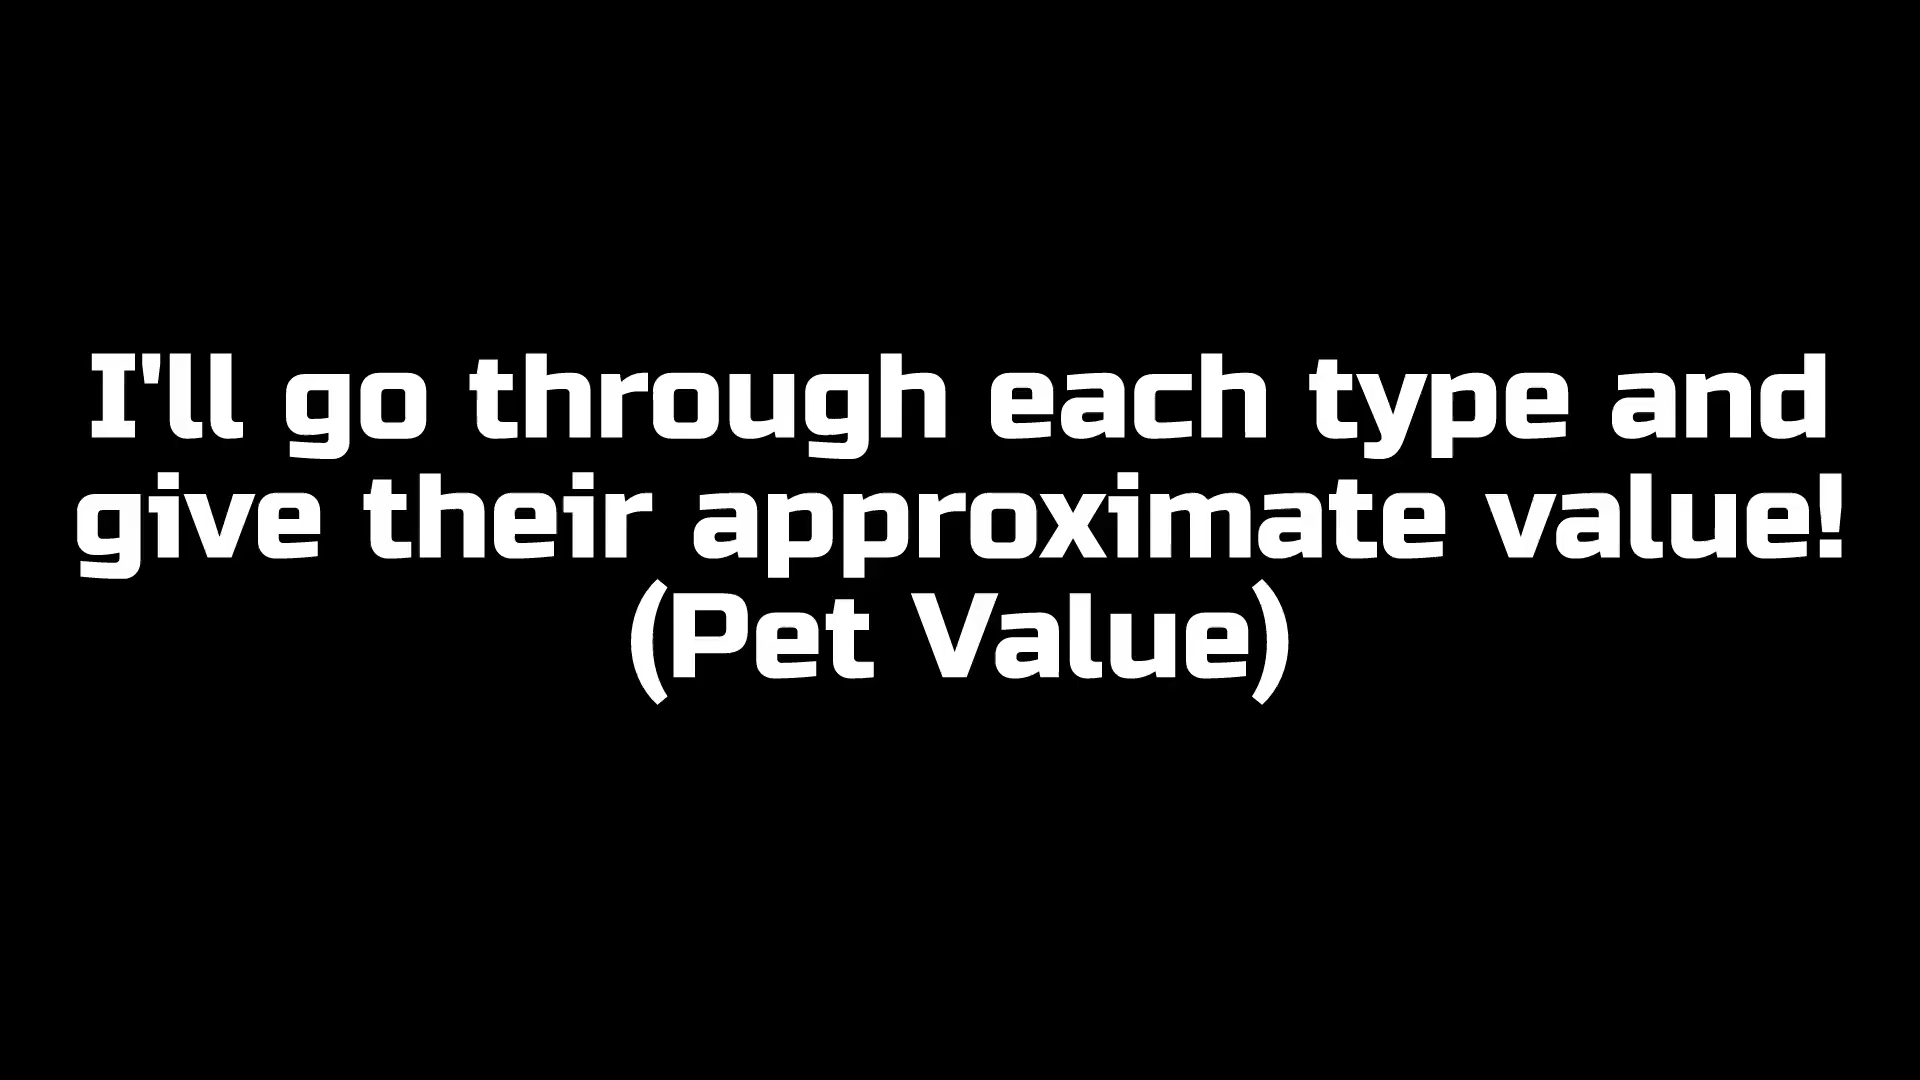 I'll go through each type and
give their approximate value!
(Pet Value)